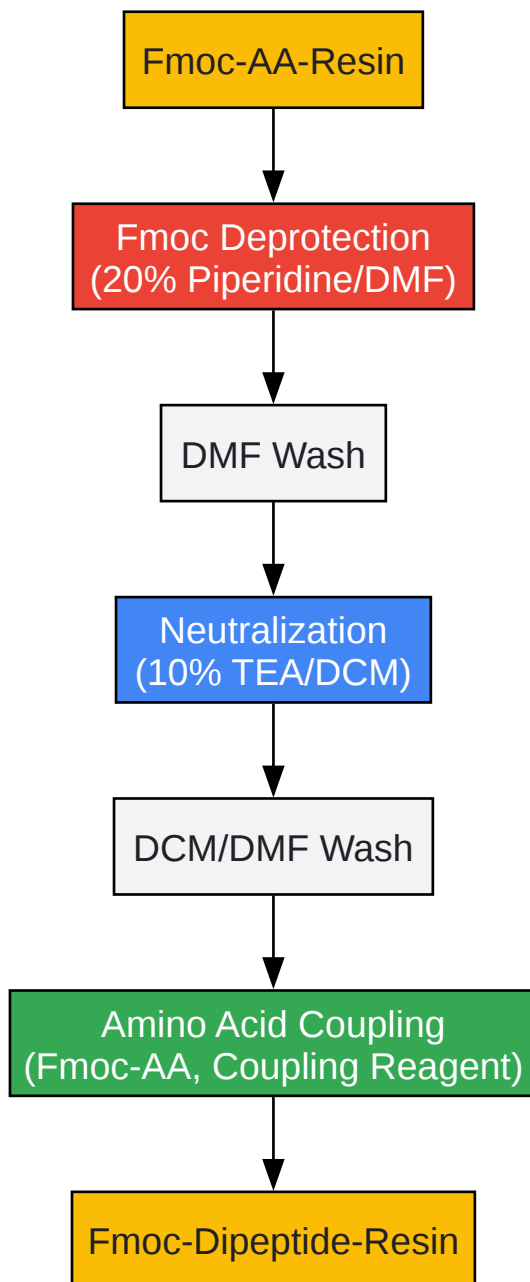 Fmoc-AA-Resin
Fmoc Deprotection
(20% Piperidine/DMF)
DMF Wash
Neutralization
(10% TEA/DCM)
DCM/DMF Wash
Amino Acid Coupling
(Fmoc-AA, Coupling Reagent)
Fmoc-Dipeptide-Resin